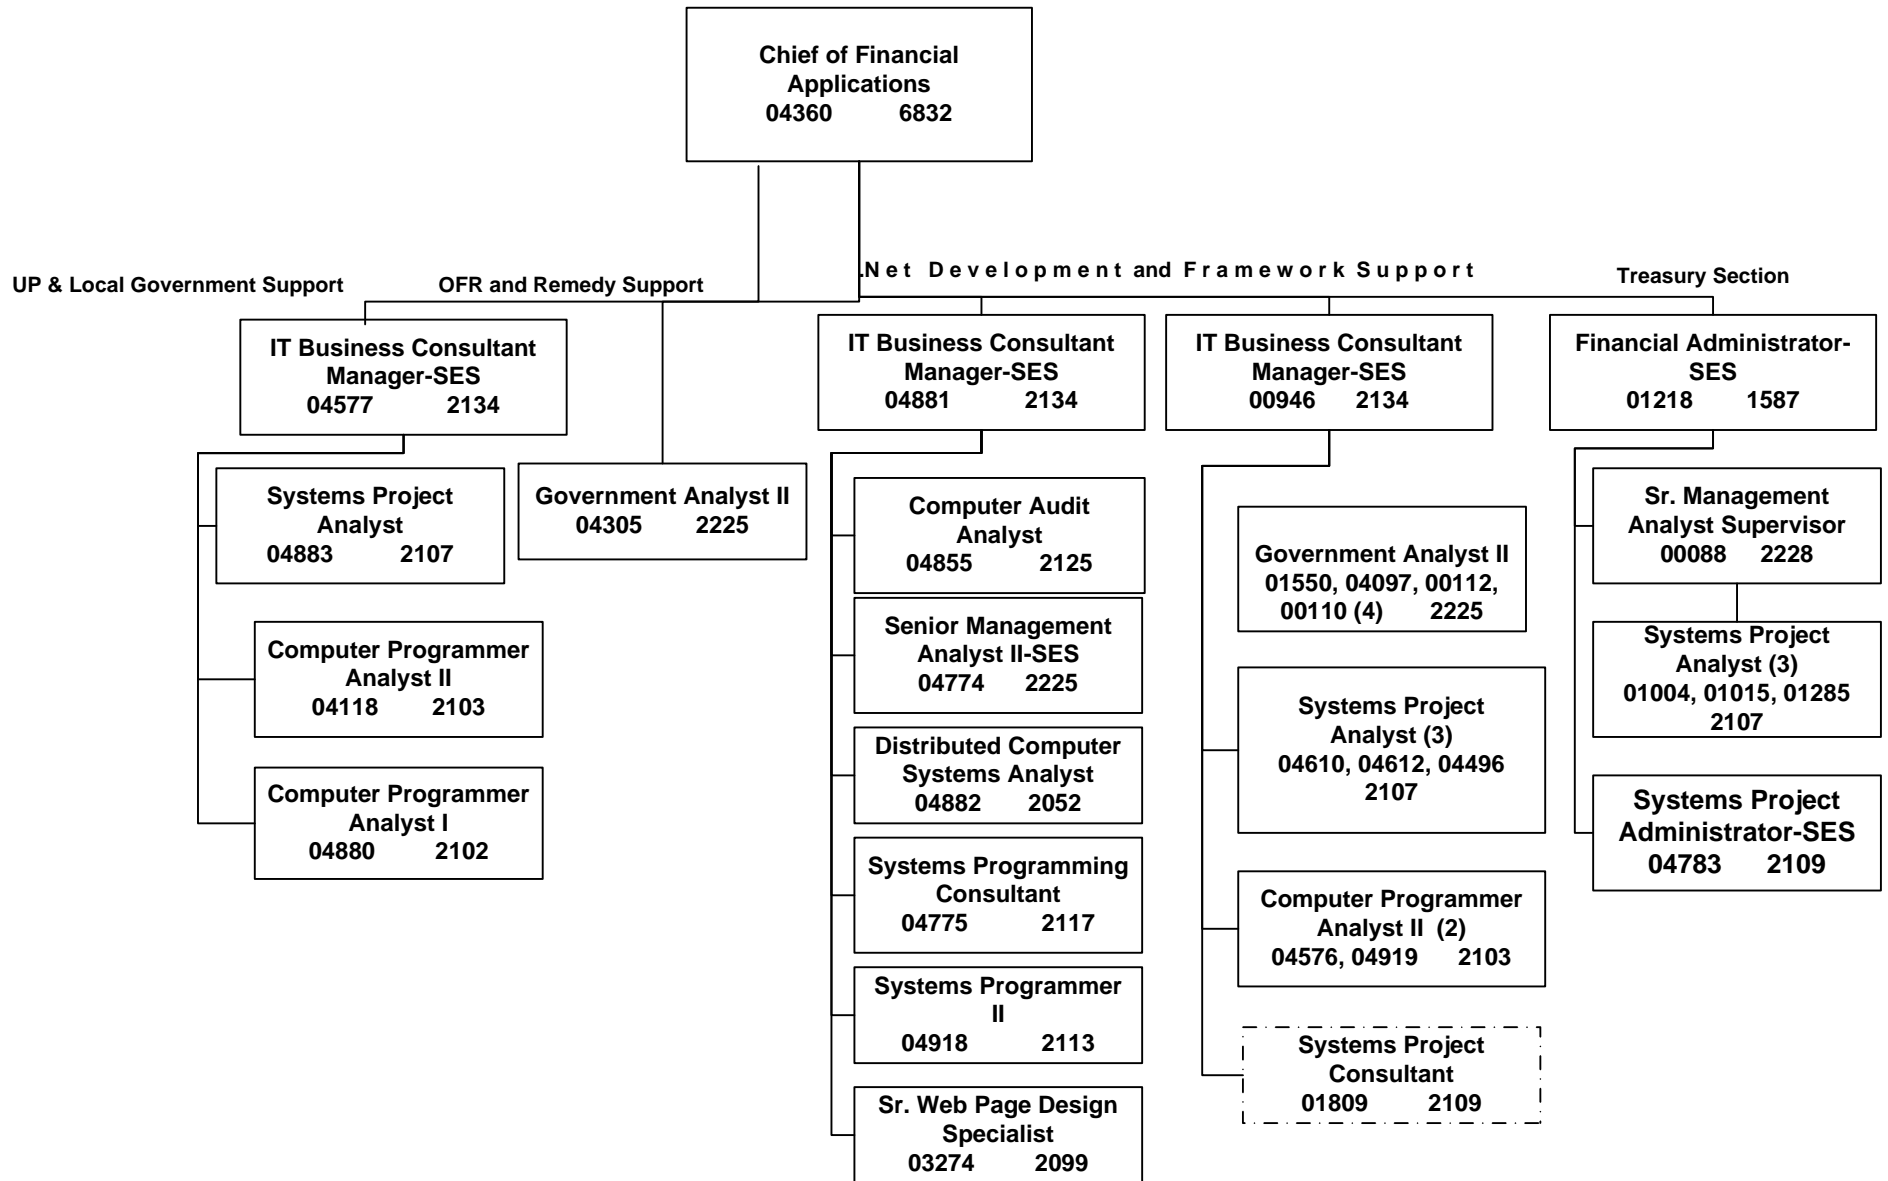 Chief of Financial
Applications
04360 6832
UP & Local Government Support
OFR and Remedy Support
.Net Development and Framework Support
Treasury Section
IT Business Consultant
Manager-SES
04577 2134
Systems Project
Analyst
04883 2107
Computer Programmer
Analyst II
04118 2103
Computer Programmer
Analyst I
04880 2102
Government Analyst II
04305 2225
IT Business Consultant
Manager-SES
04881 2134
Computer Audit
Analyst
04855 2125
Senior Management
Analyst II-SES
04774 2225
Distributed Computer
Systems Analyst
04882 2052
Systems Programming
Consultant
04775 2117
Systems Programmer
II
04918 2113
Sr. Web Page Design
Specialist
03274 2099
IT Business Consultant
Manager-SES
00946 2134
Government Analyst II
01550, 04097, 00112,
00110 (4) 2225
Systems Project
Analyst (3)
04610, 04612, 04496
2107
Computer Programmer
Analyst II (2)
04576, 04919 2103
Systems Project
Consultant
01809 2109
Financial Administrator-
SES
01218 1587
Sr. Management
Analyst Supervisor
00088 2228
Systems Project
Analyst (3)
01004, 01015, 01285
2107
Systems Project
Administrator-SES
04783 2109